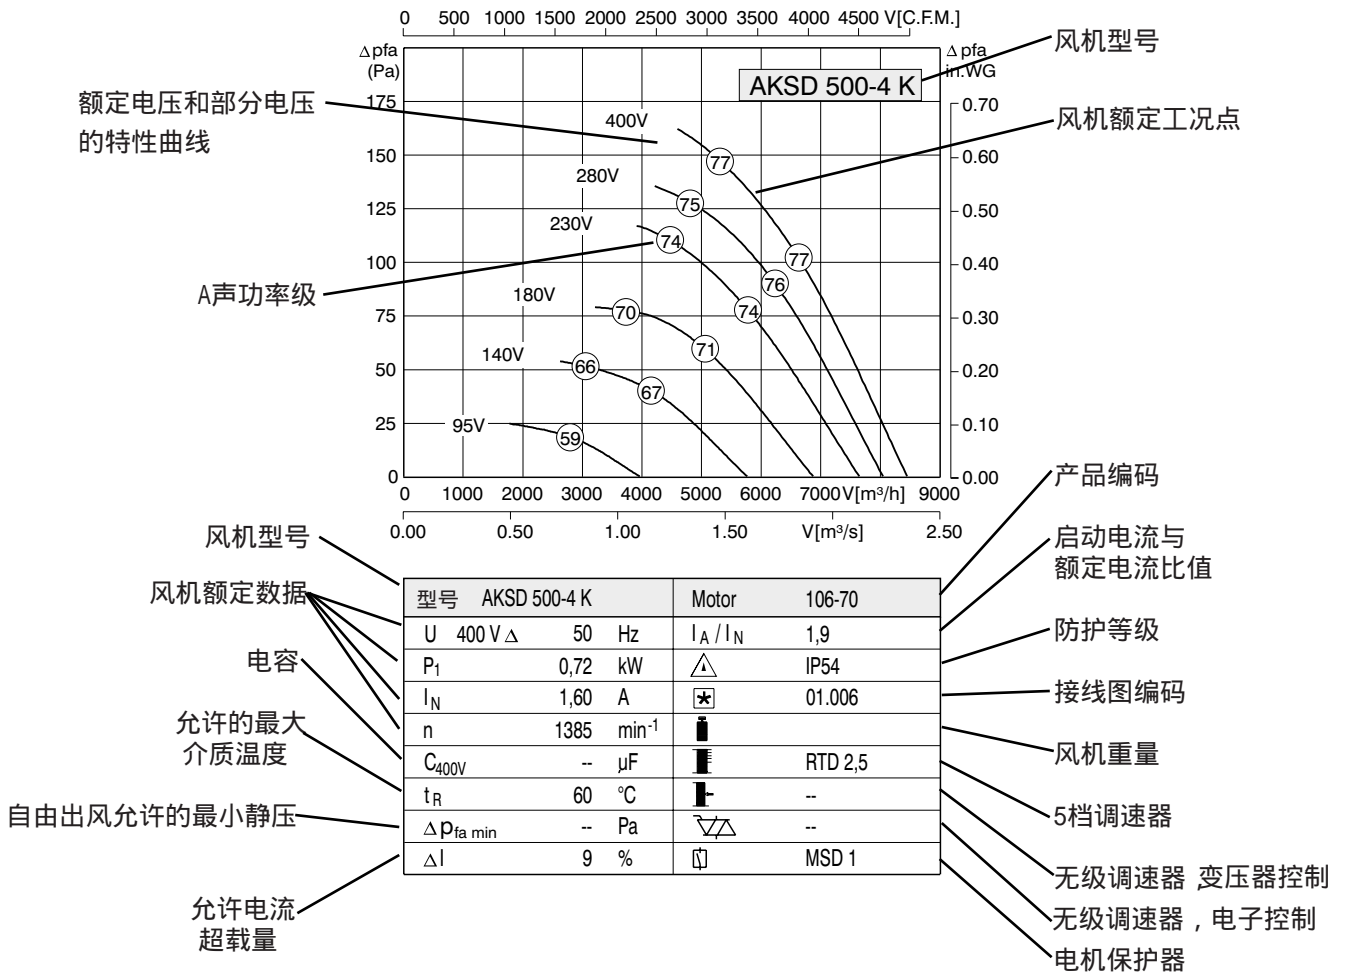 0 500 1000 1500 2000 2500 3000 3500 4000 4500 V[C.F.M.]
Δpfa
(Pa)
Δpfa
in.WG
风机型号
AKSD 500-4 K
额定电压和部分电压
的特性曲线
175
400V
0.70
风机额定工况点
150
77
0.60
280V
125
75
0.50
230V
74
100
77
0.40
A声功率级
180V
76
75
70
74
0.30
140V
71
50
66
67
0.20
95V
25
59
0.10
0
0.00
0 1000 2000 3000 4000 5000 6000 7000 V[m³/h] 9000
产品编码
0.00 0.50 1.00 1.50 V[m³/s] 2.50
风机型号
启动电流与
额定电流比值
风机额定数据
型号 AKSD 500-4 K Motor 106-70
U 400 V Δ 50 Hz I A / I N 1,9
防护等级
电容
P1 0,72 kW IP54
IN 1,60 A 01.006
接线图编码
允许的最大
介质温度
n 1385 min-1
风机重量
C400V -- µF RTD 2,5
t R 60 °C --
5档调速器
自由出风允许的最小静压
Δpfa min -- Pa --
ΔI 9 % MSD 1
无级调速器,变压器控制
允许电流
超载量
无级调速器，电子控制
电机保护器